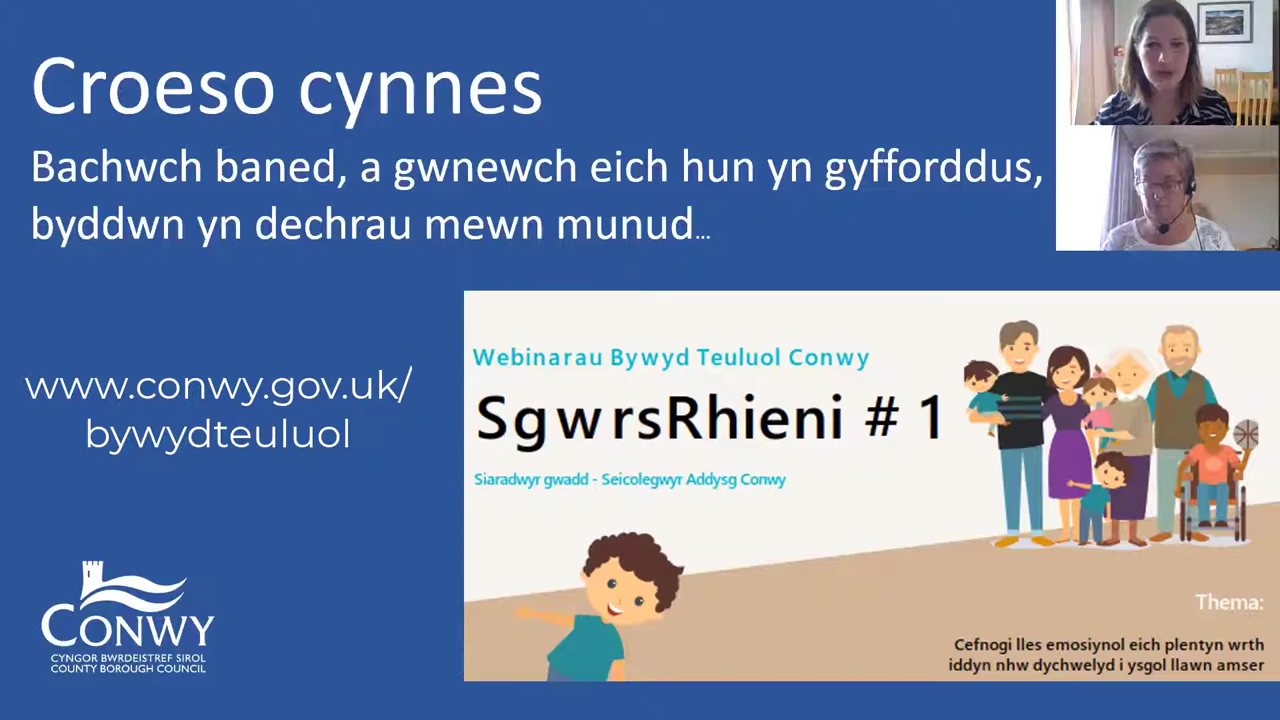 Croeso cynnes
Bachwch baned, a gwnewch eich hun yn gyfforddus,
byddwn yn dechrau mewn munud...
www.conwy.gov.uk/
bywydteuluol
Webinarau Bywyd Teuluol Conwy
SgwrsRhieni # 1
Siaradwyr gwadd - Seicolegwyr Addysg Conwy
Thema:
Cefnogi lles emosiynol eich plentyn wrth
iddyn nhw dychwelyd i ysgol llawn amser
CONWY
CYNGOR BWRDEISTREF SIROL
COUNTY BOROUGH COUNCIL